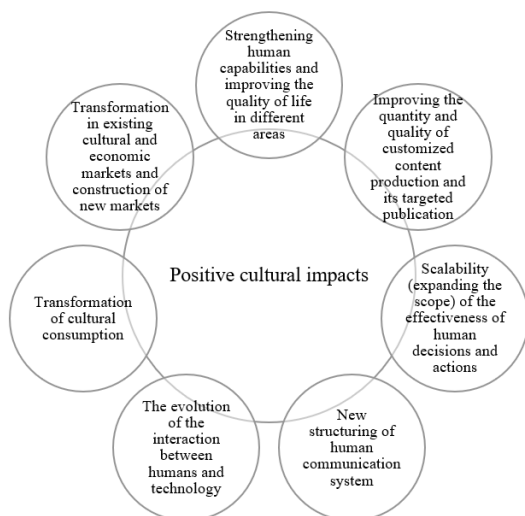 Strengthening
human
capabilities and
improving the
quality of life
in different
areas
Improving the
quantity and
quality of
customized
content
production and
its targeted
publication
Scalability
(expanding the
scope) of the
effectiveness of
human
decisions and
actions
New
structuring of
human
communication
system
The evolution
of the
interaction
between
humans and
technology
Transformation
of cultural
consumption
Transformation
in existing
cultural and
economic
markets and
construction of
new markets
Positive cultural impacts